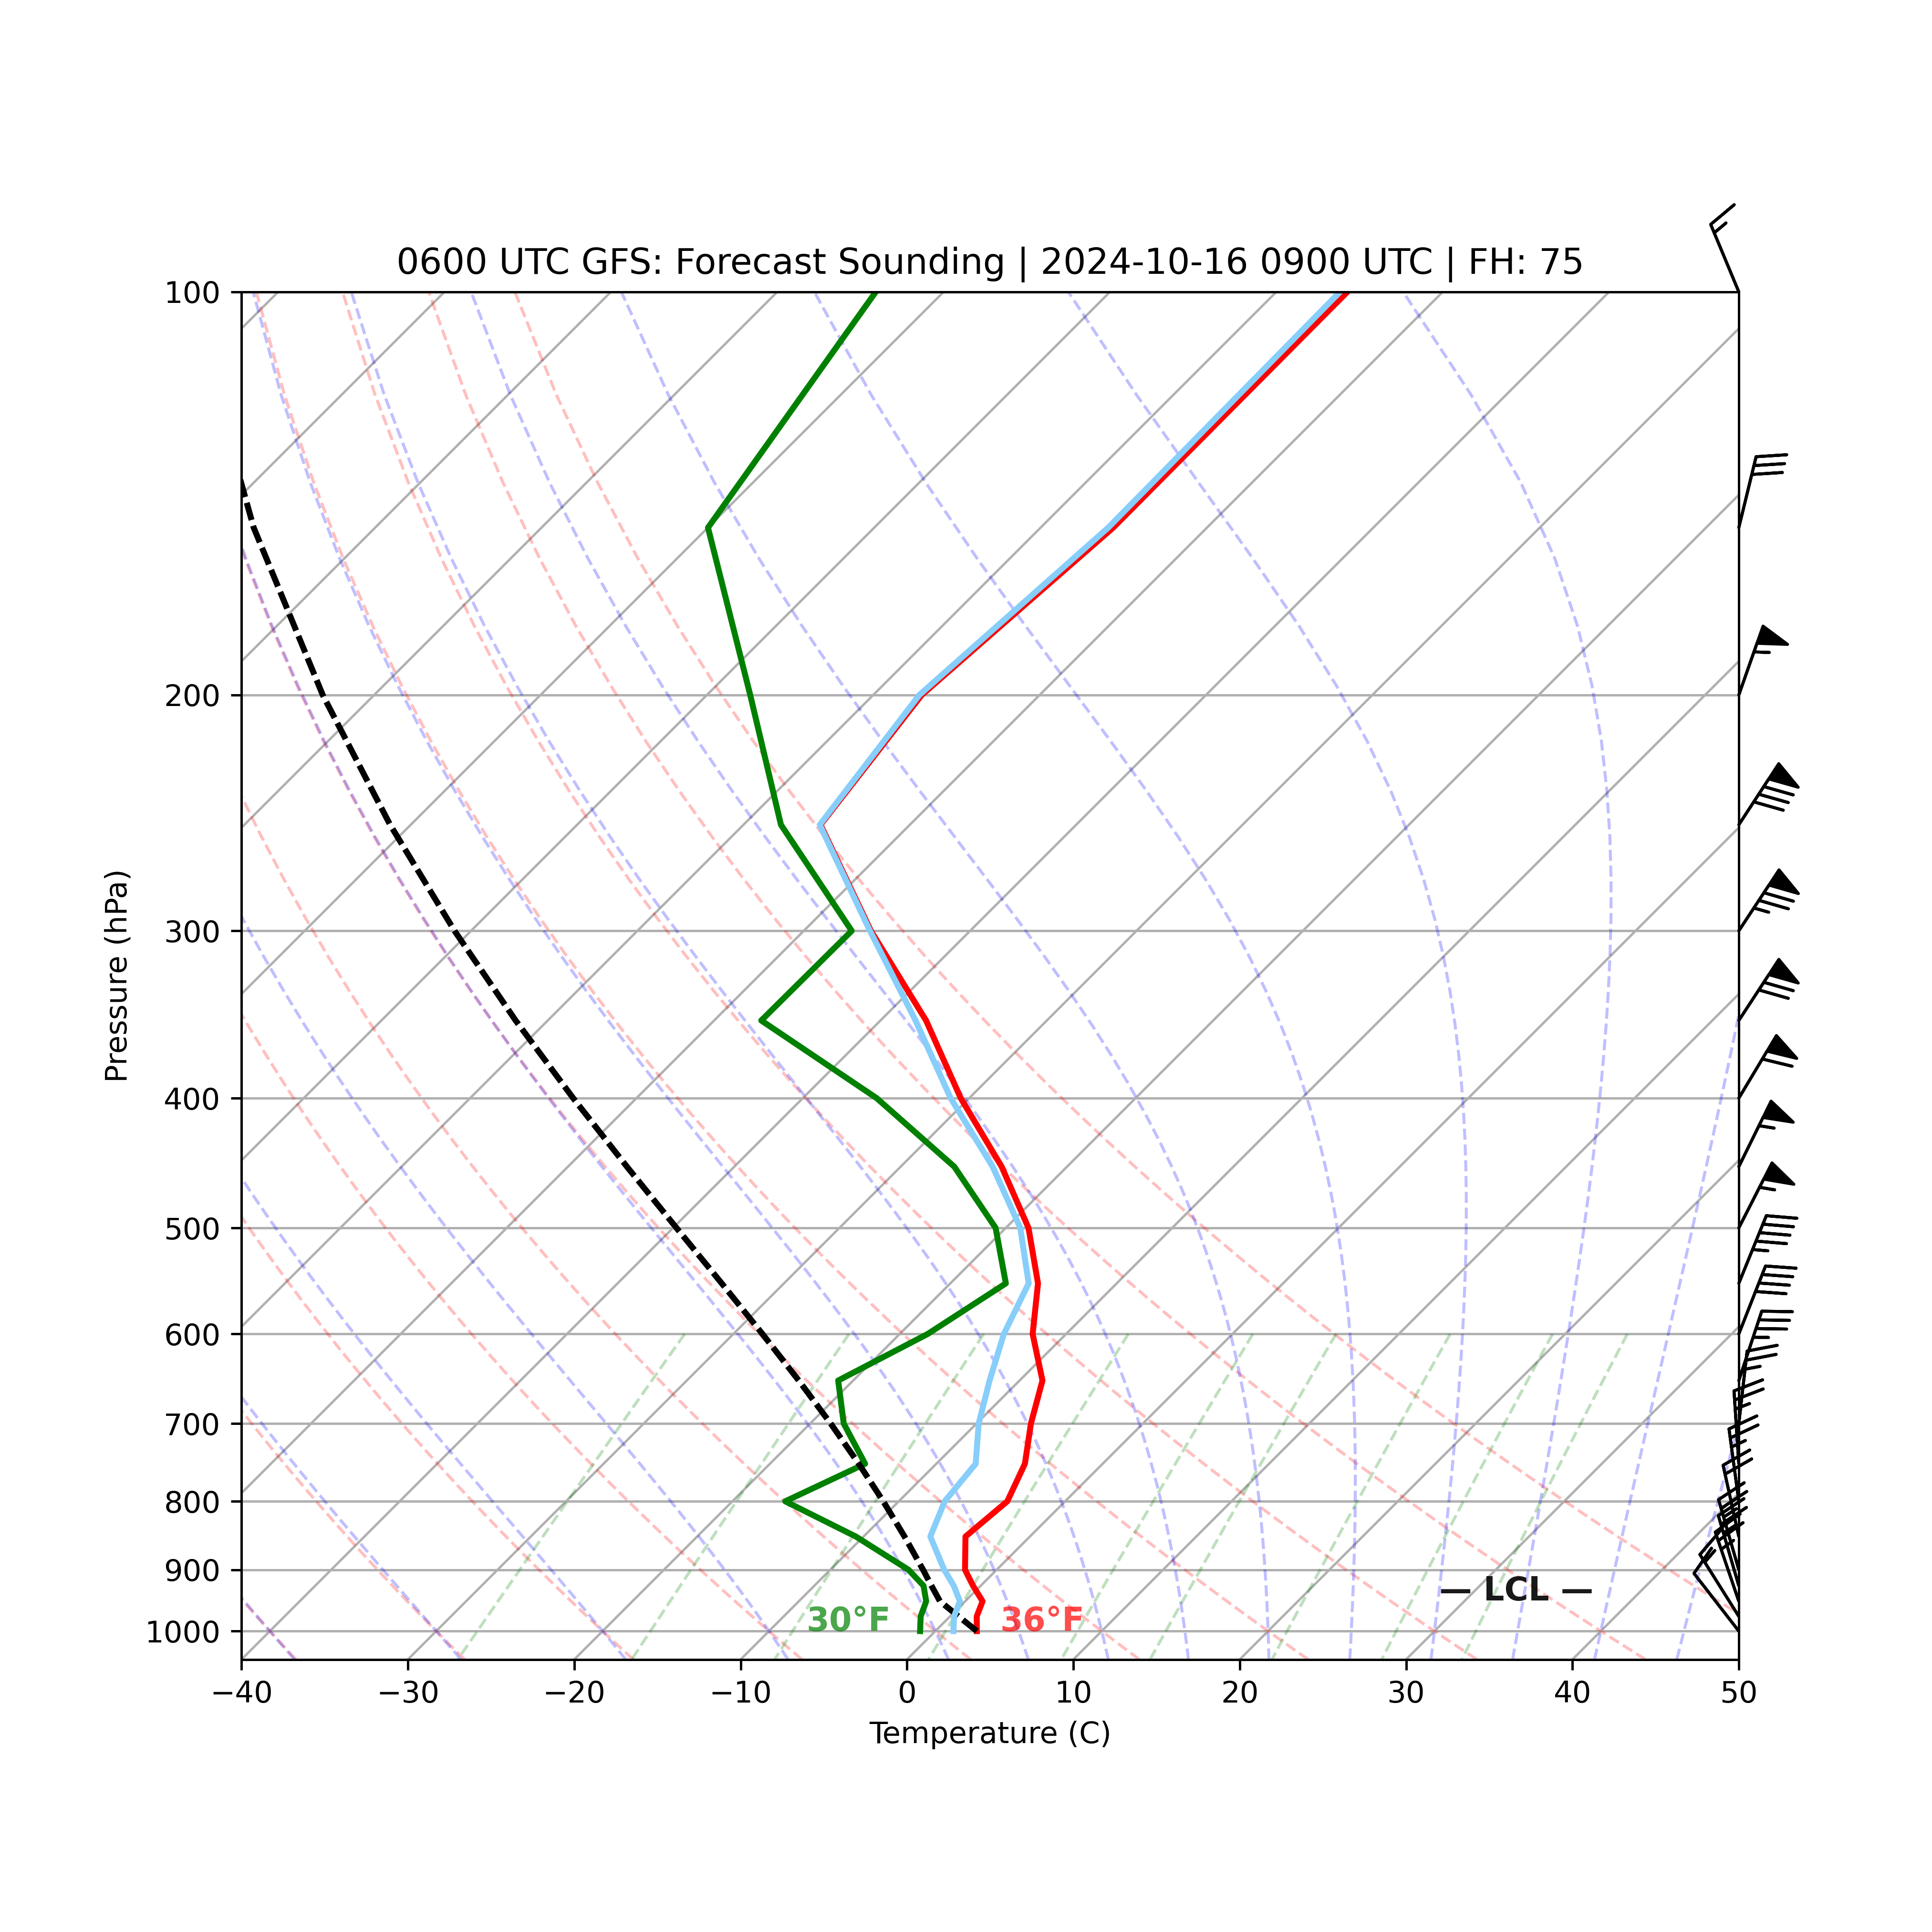 0600 UTC GFS: Forecast Sounding | 2024-10-16 0900 UTC | FH: 75
100
200
300
400
500
600
700
800
900
1000
Pressure (hPa)
— LCL —
30°F
36°F
−40 −30 −20 −10 0 10 20 30 40 50
Temperature (C)